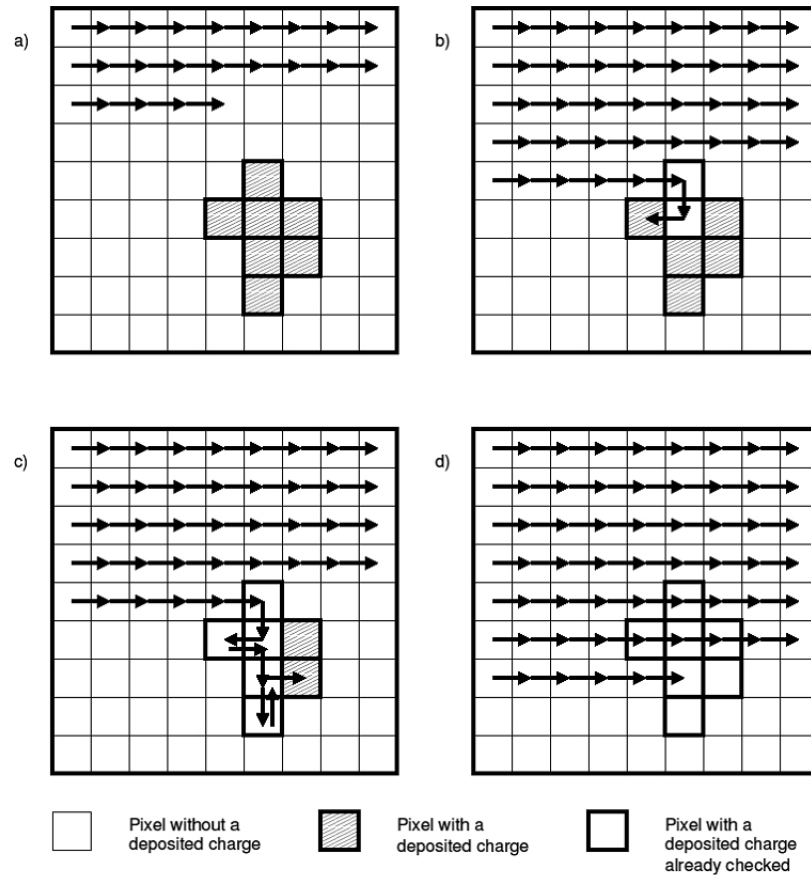 a)
b)
c)
d)
Pixel without a
deposited charge
Pixel with a
deposited charge
Pixel with a
deposited charge
already checked